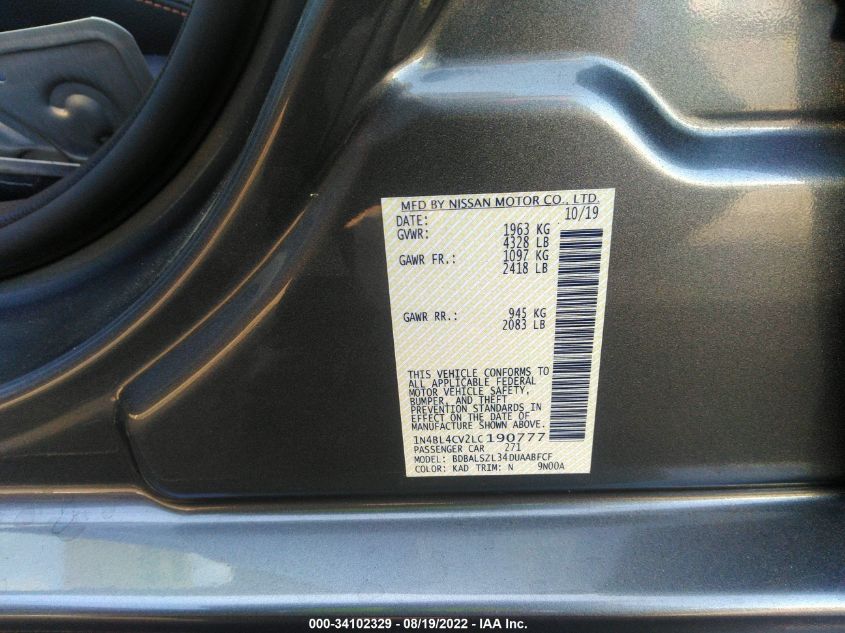 MFD BY NISSAN MOTOR CO., LTD.
DATE: 10/19
GVWR: 1963 KG
4328 LB
GAWR FR.: 1097 KG
2418 LB
GAWR RR.: 945 KG
2083 LB
THIS VEHICLE CONFORMS TO
ALL APPLICABLE FEDERAL
MOTOR VEHICLE SAFETY,
BUMPER, AND THEFT
PREVENTION STANDARDS IN
EFFECT ON THE DATE OF
MANUFACTURE SHOWN ABOVE.
1N4BL4CV2LC190777
PASSENGER CAR 271
MODEL: BDBALSZL34DUAABFCF
COLOR: KAD TRIM: N 9N00A
000-34102329 - 08/19/2022 - IAA Inc.